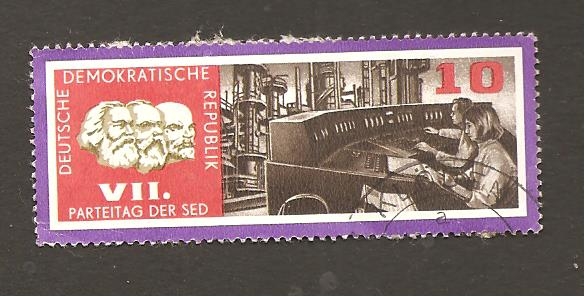 DEUTSCHE
DEMOKRATISCHE
REPUBLIK
VII.
PARTEITAG DER SED
10